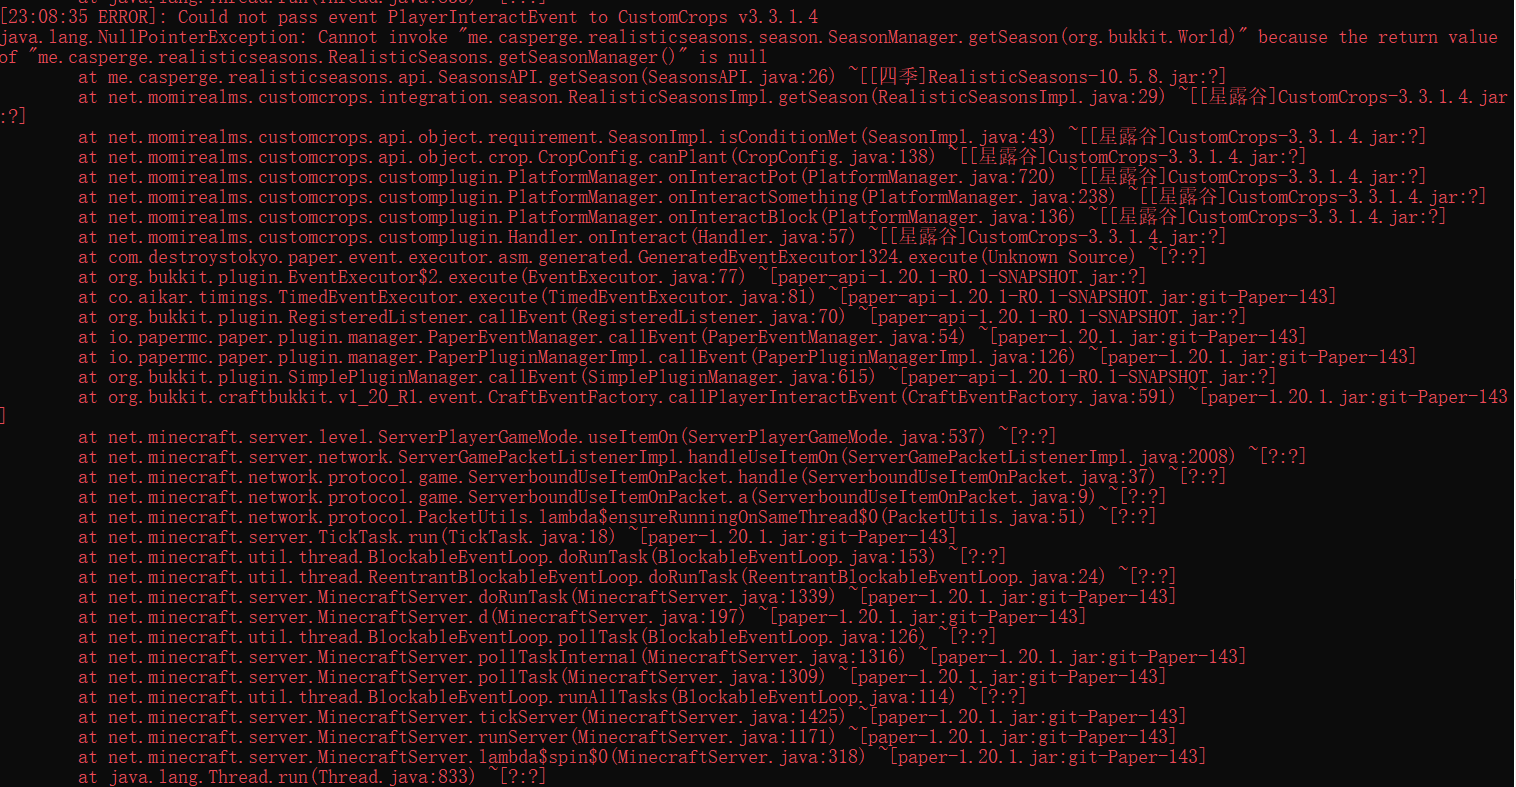 at java.lang.Thread.run(Thread.java:833) ~[?:?]
[23:08:35 ERROR]: Could not pass event PlayerInteractEvent to CustomCrops v3.3.1.4
java.lang.NullPointerException: Cannot invoke "me.casperge.realisticseasons.season.SeasonManager.getSeason(org.bukkit.World)" because the return value
of "me.casperge.realisticseasons.RealisticSeasons.getSeasonManager()" is null
at me.casperge.realisticseasons.api.SeasonsAPI.getSeason(SeasonsAPI.java:26) ~[[四季]RealisticSeasons-10.5.8.jar:?]
at net.momirealms.customcrops.integration.season.RealisticSeasonsImpl.getSeason(RealisticSeasonsImpl.java:29) ~[[星露谷]CustomCrops-3.3.1.4.jar
:?]
at net.momirealms.customcrops.api.object.requirement.SeasonImpl.isConditionMet(SeasonImpl.java:43) ~[[星露谷]CustomCrops-3.3.1.4.jar:?]
at net.momirealms.customcrops.api.object.crop.CropConfig.canPlant(CropConfig.java:138) ~[[星露谷]CustomCrops-3.3.1.4.jar:?]
at net.momirealms.customcrops.customplugin.PlatformManager.onInteractPot(PlatformManager.java:720) ~[[星露谷]CustomCrops-3.3.1.4.jar:?]
at net.momirealms.customcrops.customplugin.PlatformManager.onInteractSomething(PlatformManager.java:238) ~[[星露谷]CustomCrops-3.3.1.4.jar:?]
at net.momirealms.customcrops.customplugin.PlatformManager.onInteractBlock(PlatformManager.java:136) ~[[星露谷]CustomCrops-3.3.1.4.jar:?]
at net.momirealms.customcrops.customplugin.Handler.onInteract(Handler.java:57) ~[[星露谷]CustomCrops-3.3.1.4.jar:?]
at com.destroystokyo.paper.event.executor.asm.generated.GeneratedEventExecutor1324.execute(Unknown Source) ~[?:?]
at org.bukkit.plugin.EventExecutor$2.execute(EventExecutor.java:77) ~[paper-api-1.20.1-R0.1-SNAPSHOT.jar:?]
at co.aikar.timings.TimedEventExecutor.execute(TimedEventExecutor.java:81) ~[paper-api-1.20.1-R0.1-SNAPSHOT.jar:git-Paper-143]
at org.bukkit.plugin.RegisteredListener.callEvent(RegisteredListener.java:70) ~[paper-api-1.20.1-R0.1-SNAPSHOT.jar:?]
at io.papermc.paper.plugin.manager.PaperEventManager.callEvent(PaperEventManager.java:54) ~[paper-1.20.1.jar:git-Paper-143]
at io.papermc.paper.plugin.manager.PaperPluginManagerImpl.callEvent(PaperPluginManagerImpl.java:126) ~[paper-1.20.1.jar:git-Paper-143]
at org.bukkit.plugin.SimplePluginManager.callEvent(SimplePluginManager.java:615) ~[paper-api-1.20.1-R0.1-SNAPSHOT.jar:?]
at org.bukkit.craftbukkit.v1_20_R1.event.CraftEventFactory.callPlayerInteractEvent(CraftEventFactory.java:591) ~[paper-1.20.1.jar:git-Paper-143
]
at net.minecraft.server.level.ServerPlayerGameMode.useItemOn(ServerPlayerGameMode.java:537) ~[?:?]
at net.minecraft.server.network.ServerGamePacketListenerImpl.handleUseItemOn(ServerGamePacketListenerImpl.java:2008) ~[?:?]
at net.minecraft.network.protocol.game.ServerboundUseItemOnPacket.handle(ServerboundUseItemOnPacket.java:37) ~[?:?]
at net.minecraft.network.protocol.game.ServerboundUseItemOnPacket.a(ServerboundUseItemOnPacket.java:9) ~[?:?]
at net.minecraft.network.protocol.PacketUtils.lambda$ensureRunningOnSameThread$0(PacketUtils.java:51) ~[?:?]
at net.minecraft.server.TickTask.run(TickTask.java:18) ~[paper-1.20.1.jar:git-Paper-143]
at net.minecraft.util.thread.BlockableEventLoop.doRunTask(BlockableEventLoop.java:153) ~[?:?]
at net.minecraft.util.thread.ReentrantBlockableEventLoop.doRunTask(ReentrantBlockableEventLoop.java:24) ~[?:?]
at net.minecraft.server.MinecraftServer.doRunTask(MinecraftServer.java:1339) ~[paper-1.20.1.jar:git-Paper-143]
at net.minecraft.server.MinecraftServer.d(MinecraftServer.java:197) ~[paper-1.20.1.jar:git-Paper-143]
at net.minecraft.util.thread.BlockableEventLoop.pollTask(BlockableEventLoop.java:126) ~[?:?]
at net.minecraft.server.MinecraftServer.pollTaskInternal(MinecraftServer.java:1316) ~[paper-1.20.1.jar:git-Paper-143]
at net.minecraft.server.MinecraftServer.pollTask(MinecraftServer.java:1309) ~[paper-1.20.1.jar:git-Paper-143]
at net.minecraft.util.thread.BlockableEventLoop.runAllTasks(BlockableEventLoop.java:114) ~[?:?]
at net.minecraft.server.MinecraftServer.tickServer(MinecraftServer.java:1425) ~[paper-1.20.1.jar:git-Paper-143]
at net.minecraft.server.MinecraftServer.runServer(MinecraftServer.java:1171) ~[paper-1.20.1.jar:git-Paper-143]
at net.minecraft.server.MinecraftServer.lambda$spin$0(MinecraftServer.java:318) ~[paper-1.20.1.jar:git-Paper-143]
at java.lang.Thread.run(Thread.java:833) ~[?:?]